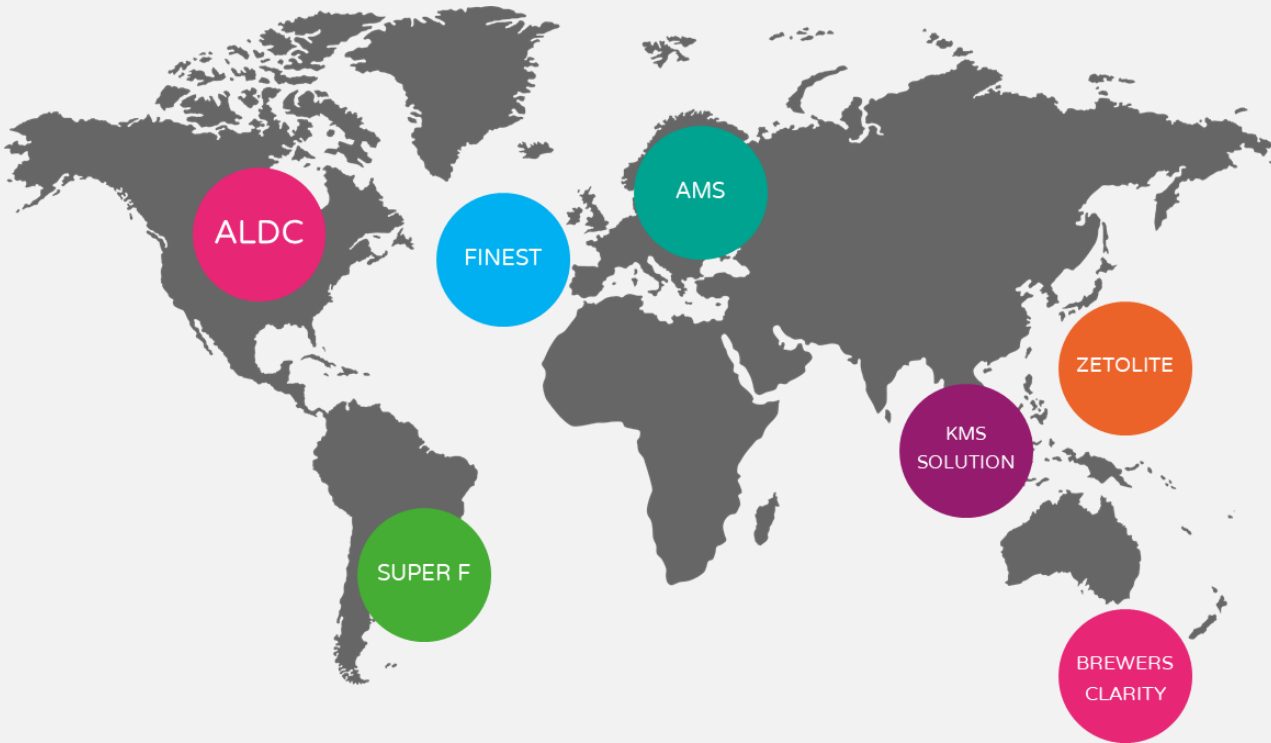 AMS
ALDC
FINEST
ZETOLITE
KMS
SOLUTION
SUPER F
BREWERS
CLARITY